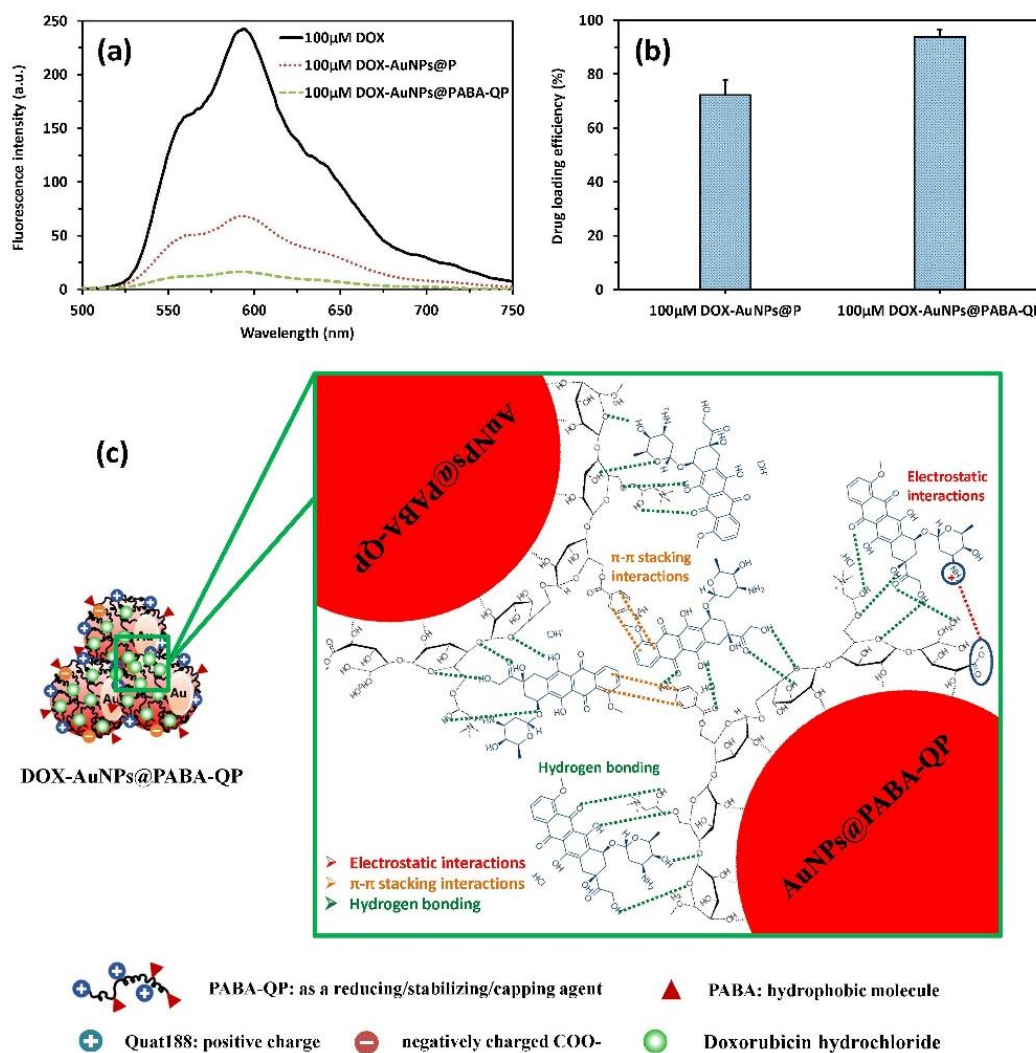 (a)
Fluorescence intensity (a.u.)
250
200
150
100
50
0
500
550
600
650
700
750
Wavelength (nm)
100µM DOX
100µM DOX-AuNPs@P
100µM DOX-AuNPs@PABA-QP
(b)
Drug loading efficiency (%)
100
80
60
40
20
0
100µM DOX-AuNPs@P
100µM DOX-AuNPs@PABA-QP
(c)
Au
DOX-AuNPs@PABA-QP
AuNPs@PABA-QP
π-π stacking
interactions
Electrostatic
interactions
Hydrogen bonding
AuNPs@PABA-QP
Electrostatic interactions
π-π stacking interactions
Hydrogen bonding
PABA-QP: as a reducing/stabilizing/capping agent
PABA: hydrophobic molecule
Quat188: positive charge
negatively charged COO-
Doxorubicin hydrochloride